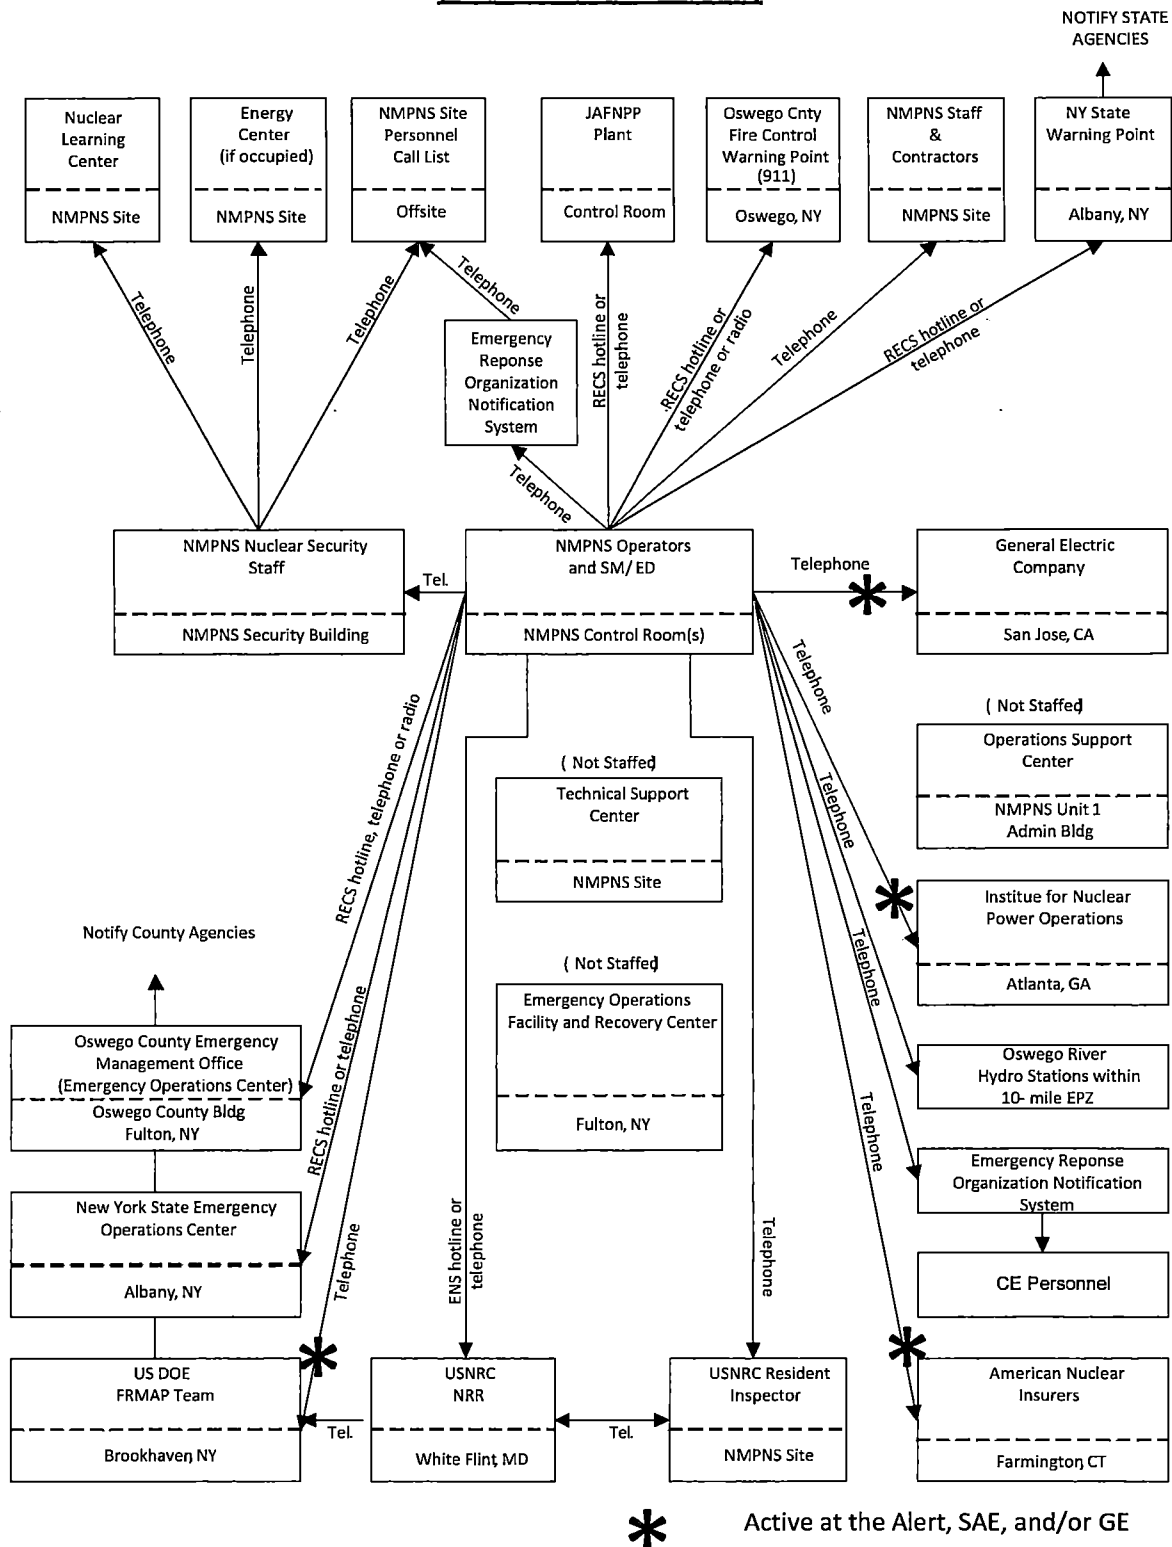 NOTIFY STATE
AGENCIES
Nuclear
Learning
Center
NMPNS Site
Energy
Center
(if occupied)
NMPNS Site
NMPNS Site
Personnel
Call List
Offsite
JAFNPP
Plant
Control Room
Oswego Cnty
Fire Control
Warning Point
(911)
Oswego, NY
NMPNS Staff
&
Contractors
NMPNS Site
NY State
Warning Point
Albany, NY
Telephone
Telephone
Telephone
Telephone
Emergency
Reponse
Organization
Notification
System
Telephone
RECS hotline or
telephone
RECS hotline or
telephone or radio
Telephone
RECS hotline or
telephone
NMPNS Nuclear Security
Staff
NMPNS Security Building
Tel.
NMPNS Operators
and SM/ ED
NMPNS Control Room(s)
Telephone
General Electric
Company
San Jose, CA
RECS hotline, telephone or radio
RECS hotline or telephone
Telephone
ENS hotline or
telephone
Telephone
Telephone
Telephone
Telephone
Telephone
( Not Staffed)
Technical Support
Center
NMPNS Site
( Not Staffed)
Operations Support
Center
NMPNS Unit 1
Admin Bldg
Institue for Nuclear
Power Operations
Atlanta, GA
Notify County Agencies
( Not Staffed)
Emergency Operations
Facility and Recovery Center
Fulton, NY
Oswego County Emergency
Management Office
(Emergency Operations Center)
Oswego County Bldg
Fulton, NY
Oswego River
Hydro Stations within
10- mile EPZ
Emergency Reponse
Organization Notification
System
CE Personnel
New York State Emergency
Operations Center
Albany, NY
US DOE
FRMAP Team
Brookhaven, NY
Tel.
USNRC
NRR
White Flint, MD
Tel.
USNRC Resident
Inspector
NMPNS Site
American Nuclear
Insurers
Farmington, CT
* Active at the Alert, SAE, and/or GE